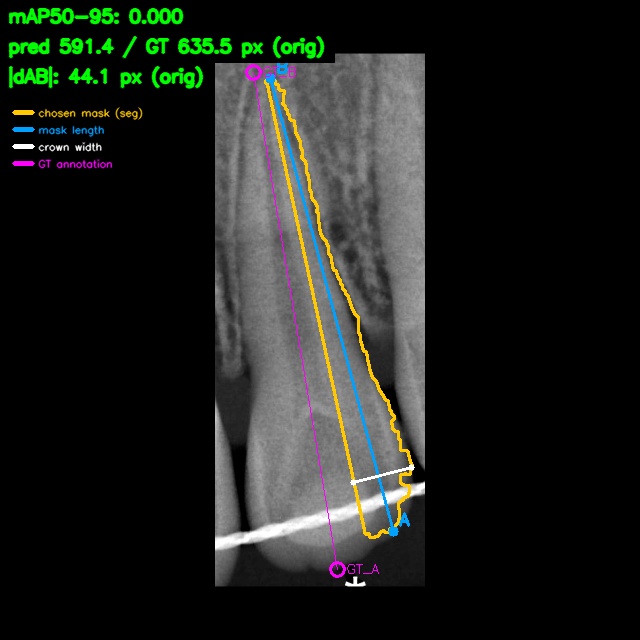 mAP50-95: 0.000
pred 591.4 / GT 635.5 px (orig)
|dAB|: 44.1 px (orig)
chosen mask (seg)
mask length
crown width
GT annotation
B
A
GT_A